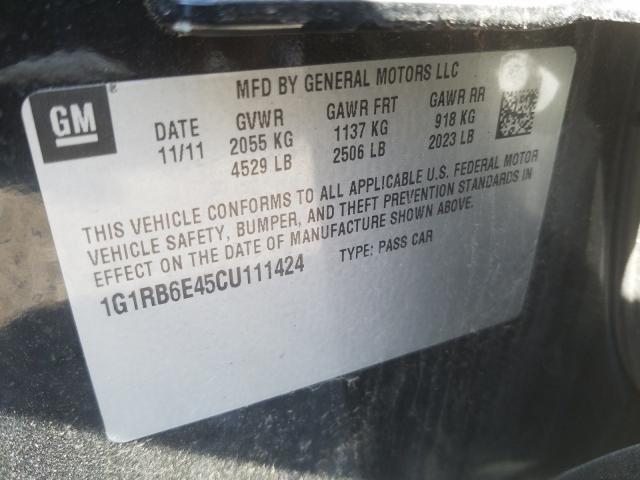 MFD BY GENERAL MOTORS LLC
GM ®
DATE GVWR GAWR FRT GAWR RR
11/11 2055 KG 1137 KG 918 KG
4529 LB 2506 LB 2023 LB
THIS VEHICLE CONFORMS TO ALL APPLICABLE U.S. FEDERAL MOTOR
VEHICLE SAFETY, BUMPER, AND THEFT PREVENTION STANDARDS IN
EFFECT ON THE DATE OF MANUFACTURE SHOWN ABOVE.
1G1RB6E45CU111424 TYPE: PASS CAR